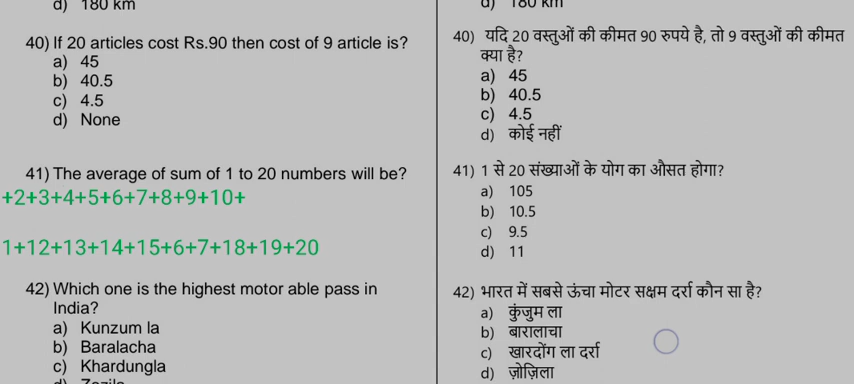 d) 180 km
40) If 20 articles cost Rs.90 then cost of 9 article is?
a) 45
b) 40.5
c) 4.5
d) None
41) The average of sum of 1 to 20 numbers will be?
+2+3+4+5+6+7+8+9+10+
1+12+13+14+15+6+7+18+19+20
42) Which one is the highest motor able pass in
India?
a) Kunzum la
b) Baralacha
c) Khardungla
d) Zozila
d) 180 km
40) यदि 20 वस्तुओं की कीमत 90 रुपये है, तो 9 वस्तुओं की कीमत
क्या है?
a) 45
b) 40.5
c) 4.5
d) कोई नहीं
41) 1 से 20 संख्याओं के योग का औसत होगा?
a) 105
b) 10.5
c) 9.5
d) 11
42) भारत में सबसे ऊंचा मोटर सक्षम दर्रा कौन सा है?
a) कुंजुम ला
b) बारालाचा
c) खारदोंग ला दर्रा
d) ज़ोज़िला